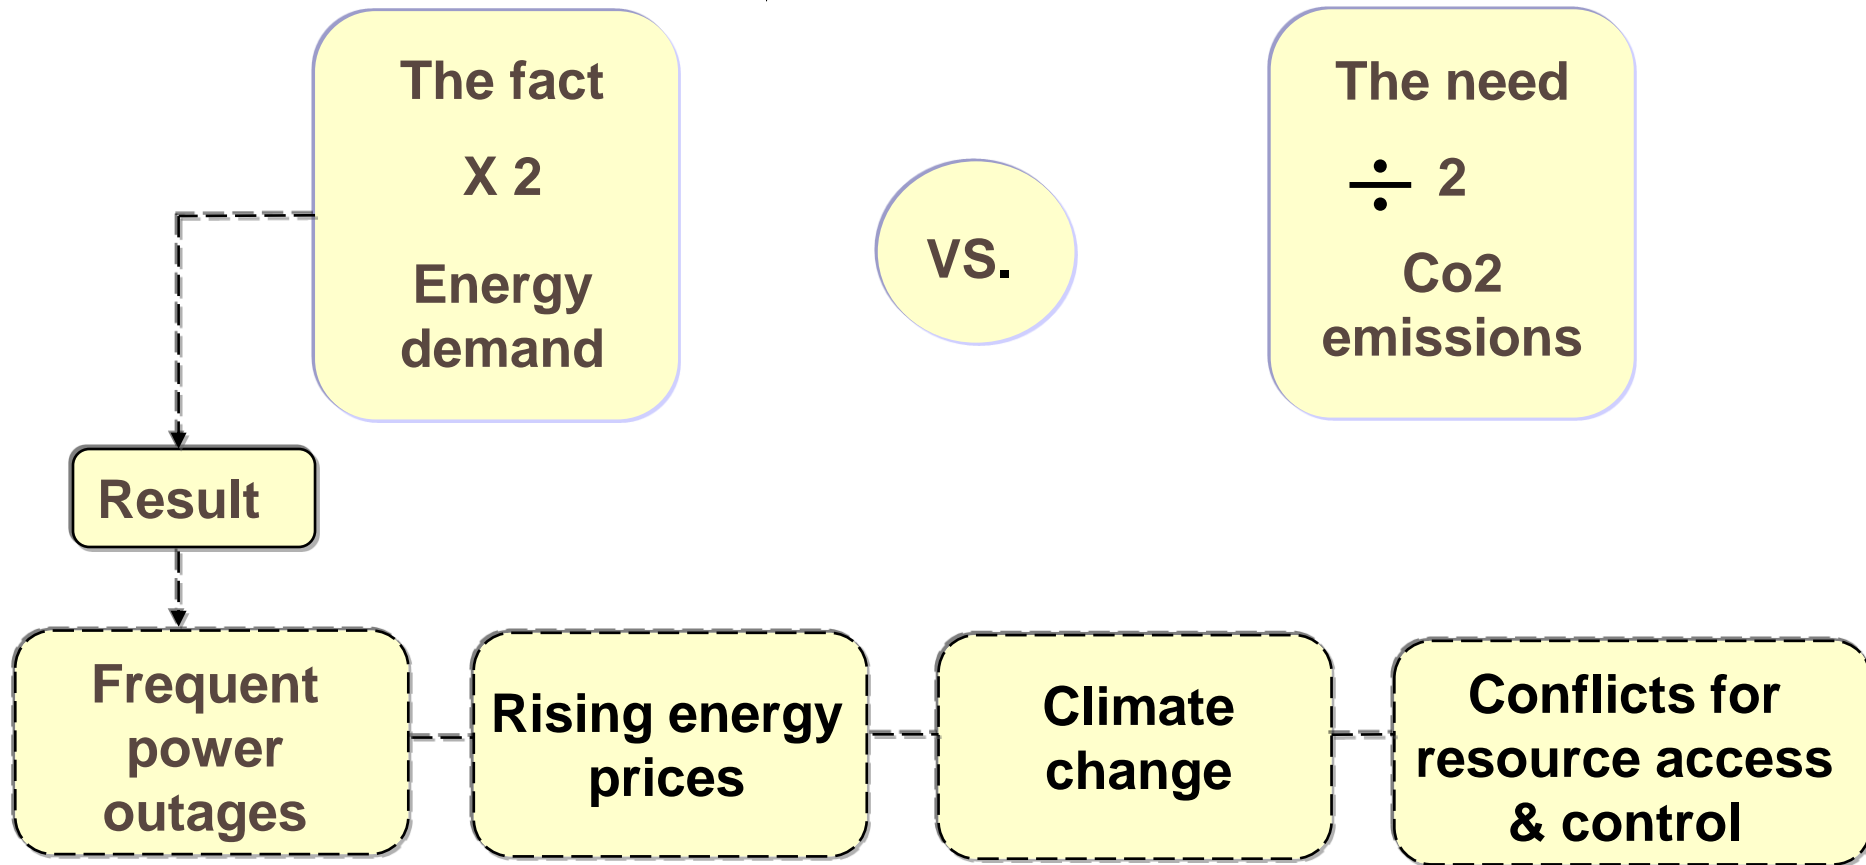 The fact
X 2
Energy
demand
VS.
The need
÷ 2
Co2
emissions
Result
Frequent
power
outages
Rising energy
prices
Climate
change
Conflicts for
resource access
& control